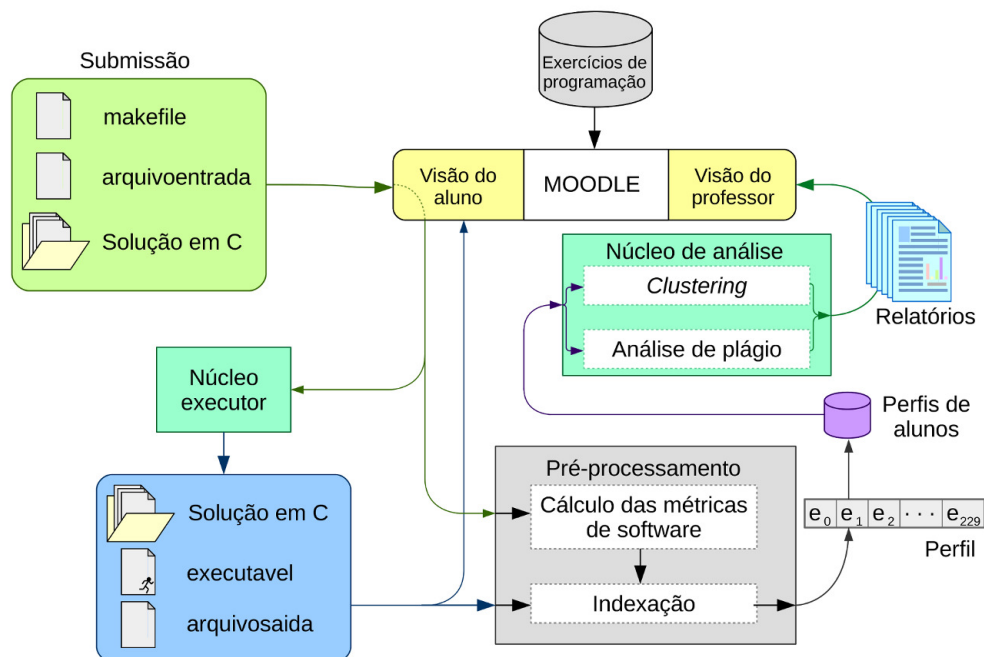 Submissão
makefile
arquivoentrada
Solução em C
Exercícios de
programação
Visão do
aluno
MOODLE
Visão do
professor
Núcleo de análise
Clustering
Análise de plágio
Relatórios
Núcleo
executor
Perfis de
alunos
Solução em C
executavel
arquivosaida
Pré-processamento
Cálculo das métricas
de software
Indexação
e0 e1 e2 ... e229
Perfil